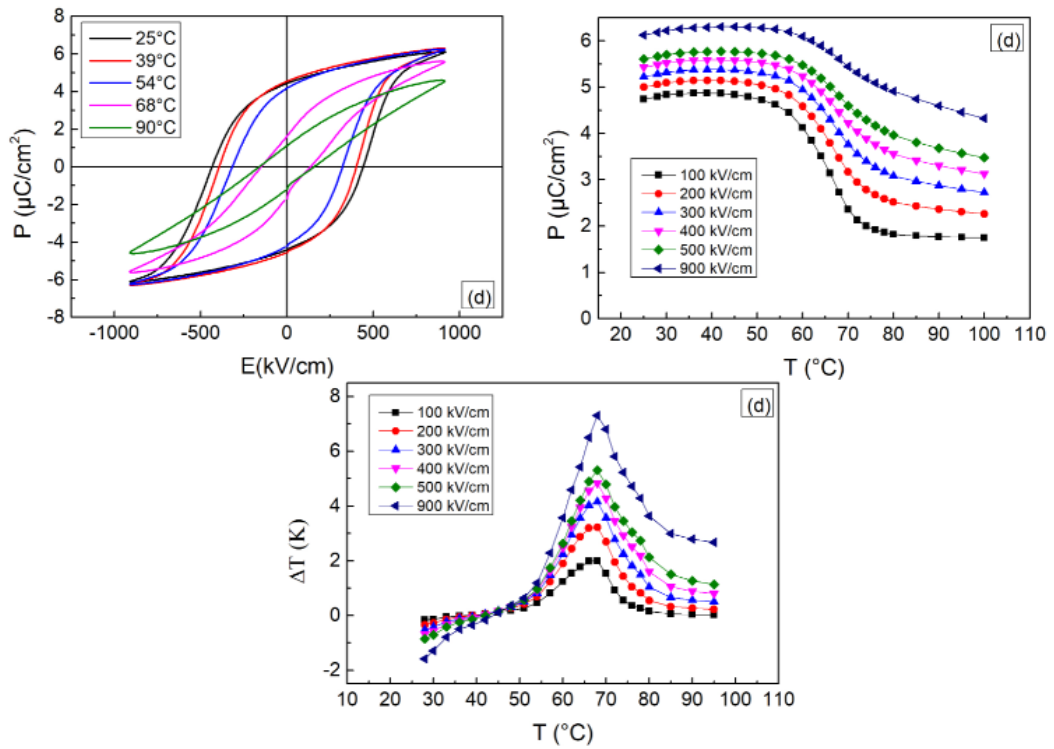 8
6
4
2
0
-2
-4
-6
-8
P (μC/cm²)
25°C
39°C
54°C
68°C
90°C
(d)
-1000 -500 0 500 1000
E(kV/cm)
7
6
5
4
3
2
1
0
P (μC/cm²)
(d)
100 kV/cm
200 kV/cm
300 kV/cm
400 kV/cm
500 kV/cm
900 kV/cm
20 30 40 50 60 70 80 90 100 110
T (°C)
8
6
4
2
0
-2
ΔT (K)
100 kV/cm
200 kV/cm
300 kV/cm
400 kV/cm
500 kV/cm
900 kV/cm
(d)
10 20 30 40 50 60 70 80 90 100 110
T (°C)